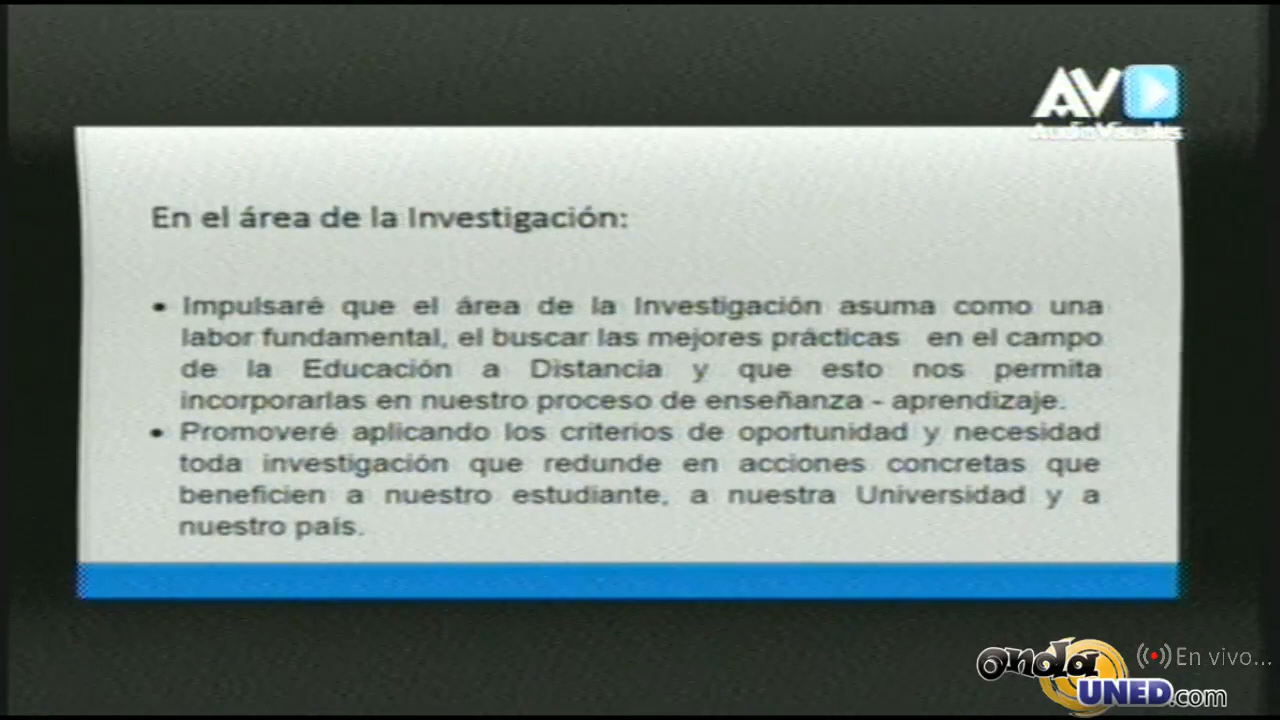 AV
AudioVisuales
En el área de la Investigación:
• Impulsaré que el área de la Investigación asuma como una
labor fundamental, el buscar las mejores prácticas en el campo
de la Educación a Distancia y que esto nos permita
incorporarlas en nuestro proceso de enseñanza - aprendizaje.
• Promoveré aplicando los criterios de oportunidad y necesidad
toda investigación que redunde en acciones concretas que
beneficien a nuestro estudiante, a nuestra Universidad y a
nuestro país.
onda
UNED.com
En vivo...